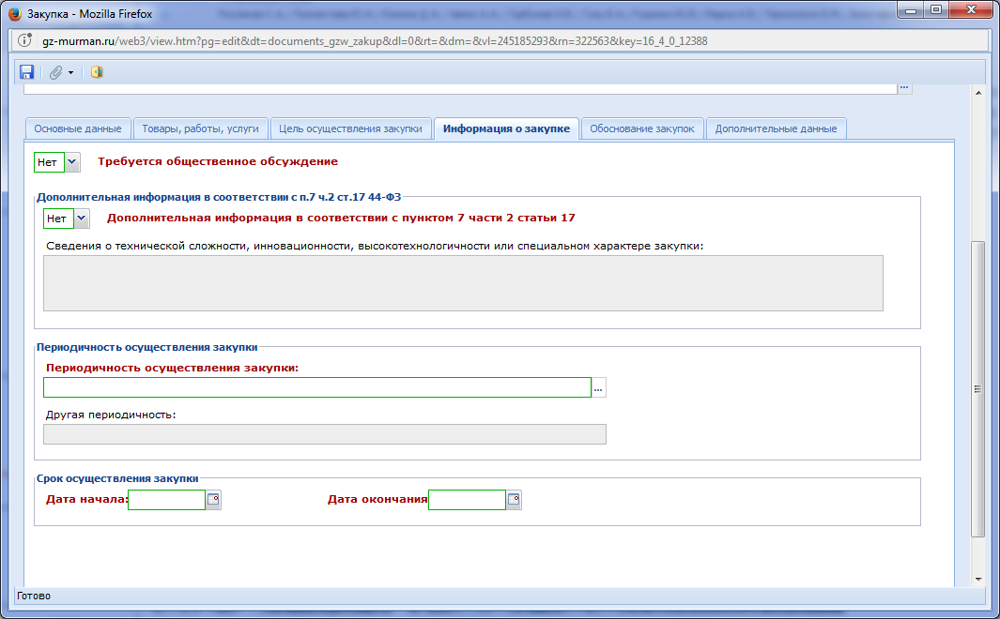 Закупка - Mozilla Firefox
gz-murman.ru/web3/view.htm?pg=edit&dt=documents_gzw_zakup&dl=0&rt=&dm=&vl=245185293&rn=322563&key=16_4_0_12388
...
Основные данные Товары, работы, услуги Цель осуществления закупки Информация о закупке Обоснование закупок Дополнительные данные
Нет Требуется общественное обсуждение
Дополнительная информация в соответствии с п.7 ч.2 ст.17 44-ФЗ
Нет Дополнительная информация в соответствии с пунктом 7 части 2 статьи 17
Сведения о технической сложности, инновационности, высокотехнологичности или специальном характере закупки:
Периодичность осуществления закупки
Периодичность осуществления закупки:
...
Другая периодичность:
Срок осуществления закупки
Дата начала: Дата окончания
Готово